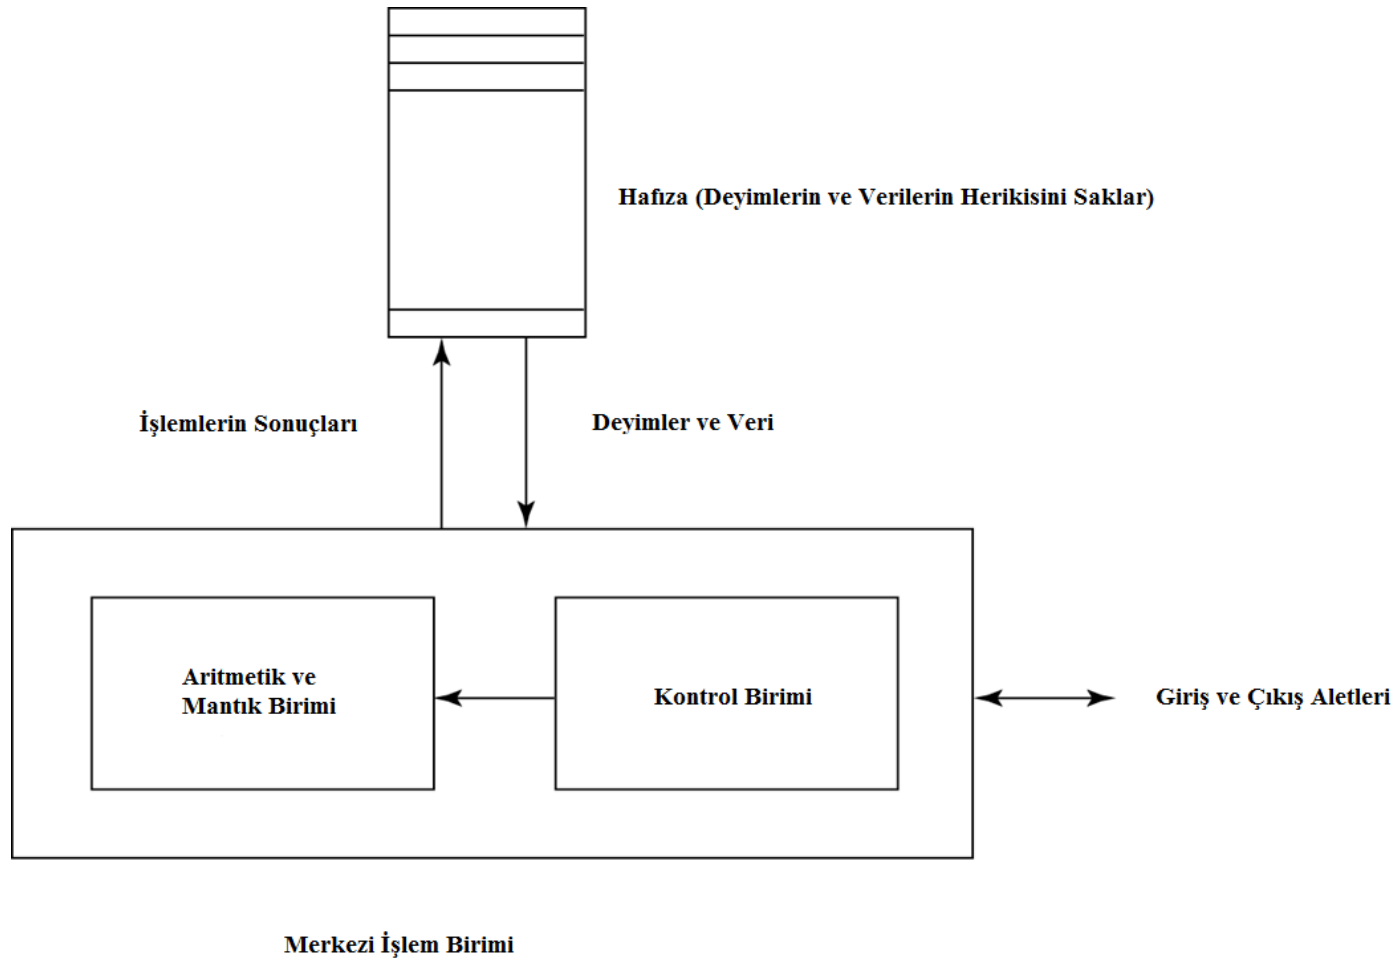 Hafıza (Deyimlerin ve Verilerin Herikisini Saklar)
İşlemlerin Sonuçları
Deyimler ve Veri
Aritmetik ve
Mantık Birimi
Kontrol Birimi
Giriş ve Çıkış Aletleri
Merkezi İşlem Birimi